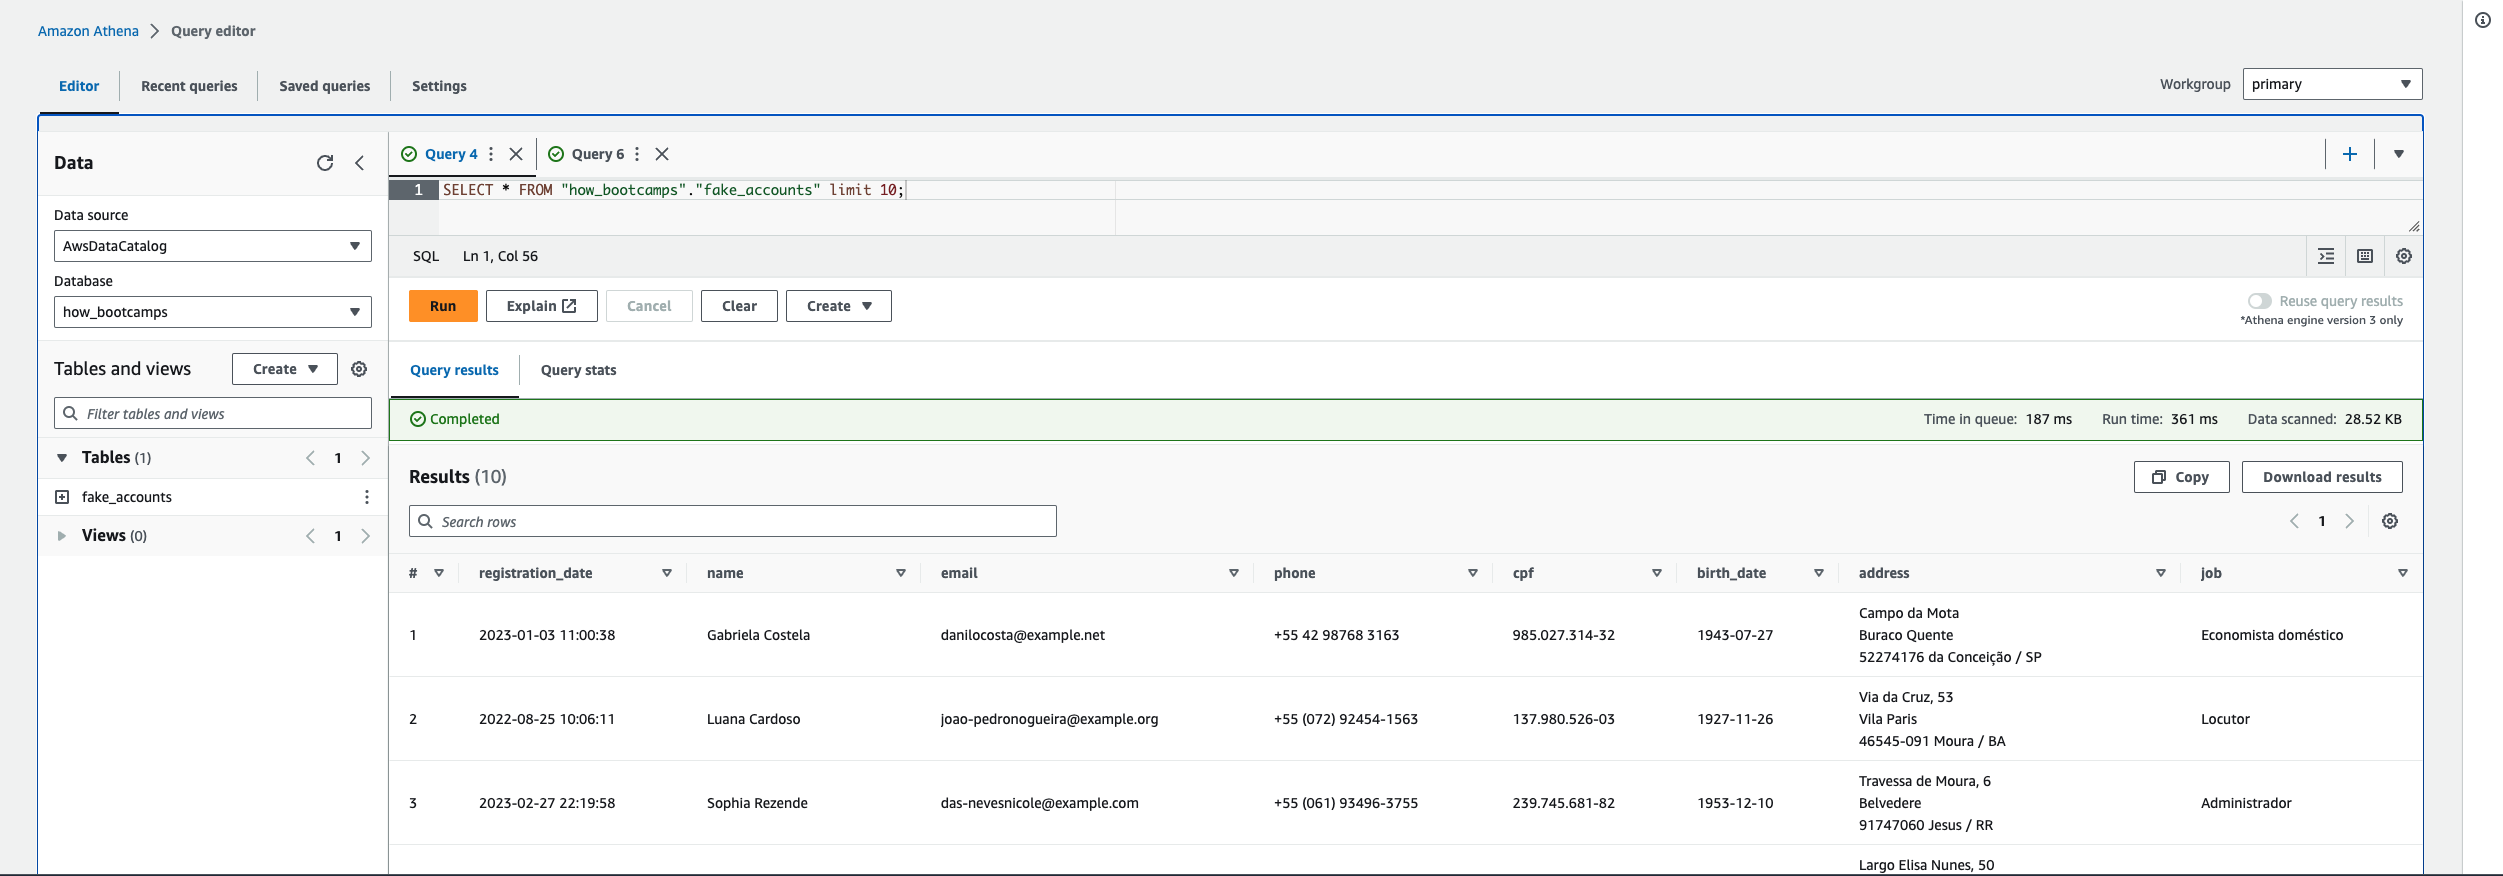 Amazon Athena > Query editor
Editor
Recent queries
Saved queries
Settings
Workgroup
primary
Data
Data source
AwsDataCatalog
Database
how_bootcamps
Tables and views
Create
Filter tables and views
Tables (1)
1
fake_accounts
Views (0)
1
Query 4
Query 6
1 SELECT * FROM "how_bootcamps"."fake_accounts" limit 10;
SQL Ln 1, Col 56
Run
Explain
Cancel
Clear
Create
Reuse query results
*Athena engine version 3 only
Query results
Query stats
Completed
Time in queue: 187 ms
Run time: 361 ms
Data scanned: 28.52 KB
Results (10)
Copy
Download results
Search rows
1
# registration_date name email phone cpf birth_date address job
1 2023-01-03 11:00:38 Gabriela Costela danilocosta@example.net +55 42 98768 3163 985.027.314-32 1943-07-27
Campo da Mota
Buraco Quente
52274176 da Conceição / SP
Economista doméstico
2 2022-08-25 10:06:11 Luana Cardoso joao-pedronogueira@example.org +55 (072) 92454-1563 137.980.526-03 1927-11-26
Via da Cruz, 53
Vila Paris
46545-091 Moura / BA
Locutor
3 2023-02-27 22:19:58 Sophia Rezende das-nevesnicole@example.com +55 (061) 93496-3755 239.745.681-82 1953-12-10
Travessa de Moura, 6
Belvedere
91747060 Jesus / RR
Administrador
Largo Elisa Nunes, 50